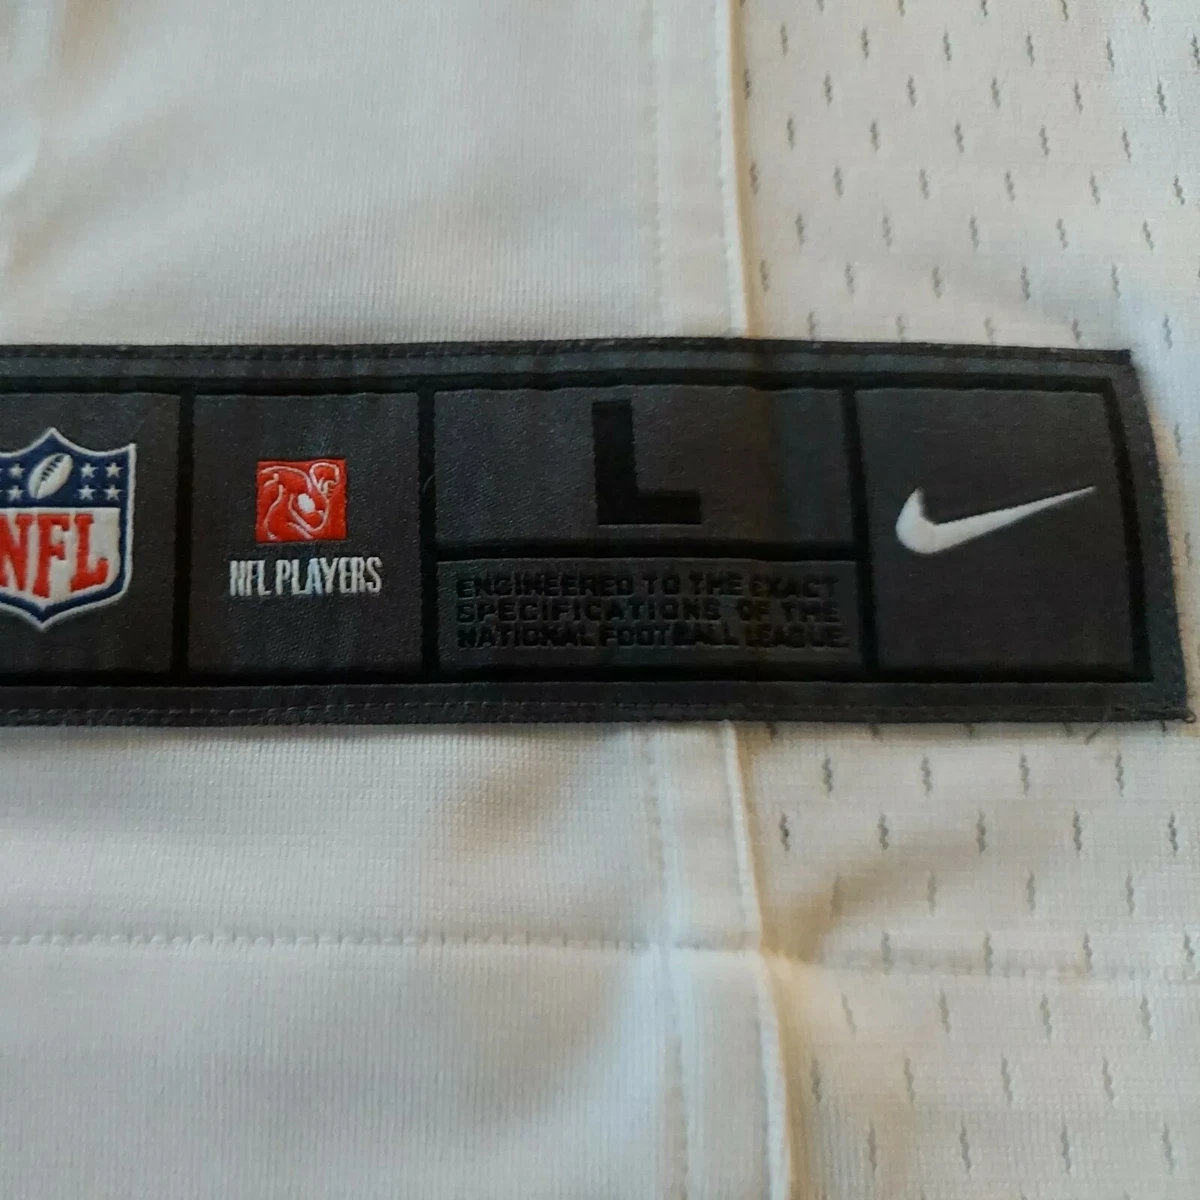 NFL
NFL PLAYERS
L
ENGINEERED TO THE EXACT
SPECIFICATIONS OF THE
NATIONAL FOOTBALL LEAGUE.